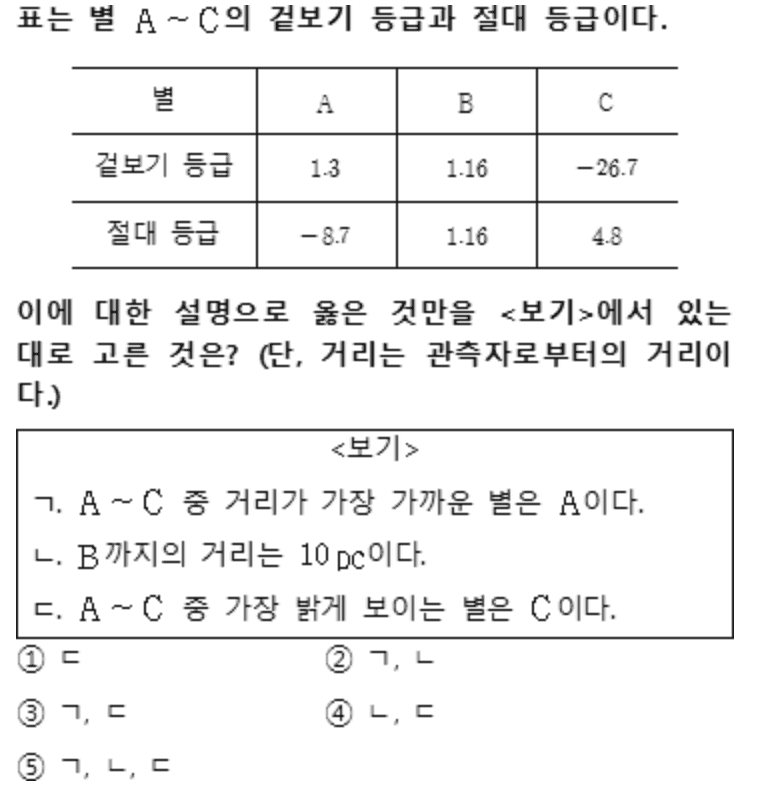 표는 별 A ~ C의 겉보기 등급과 절대 등급이다.
별 A B C
겉보기 등급 1.3 1.16 −26.7
절대 등급 −8.7 1.16 4.8
이에 대한 설명으로 옳은 것만을 <보기>에서 있는
대로 고른 것은? (단, 거리는 관측자로부터의 거리이
다.)
<보기>
ㄱ. A ~ C 중 거리가 가장 가까운 별은 A이다.
ㄴ. B까지의 거리는 10 pc이다.
ㄷ. A ~ C 중 가장 밝게 보이는 별은 C이다.
① ㄷ ② ㄱ, ㄴ
③ ㄱ, ㄷ ④ ㄴ, ㄷ
⑤ ㄱ, ㄴ, ㄷ